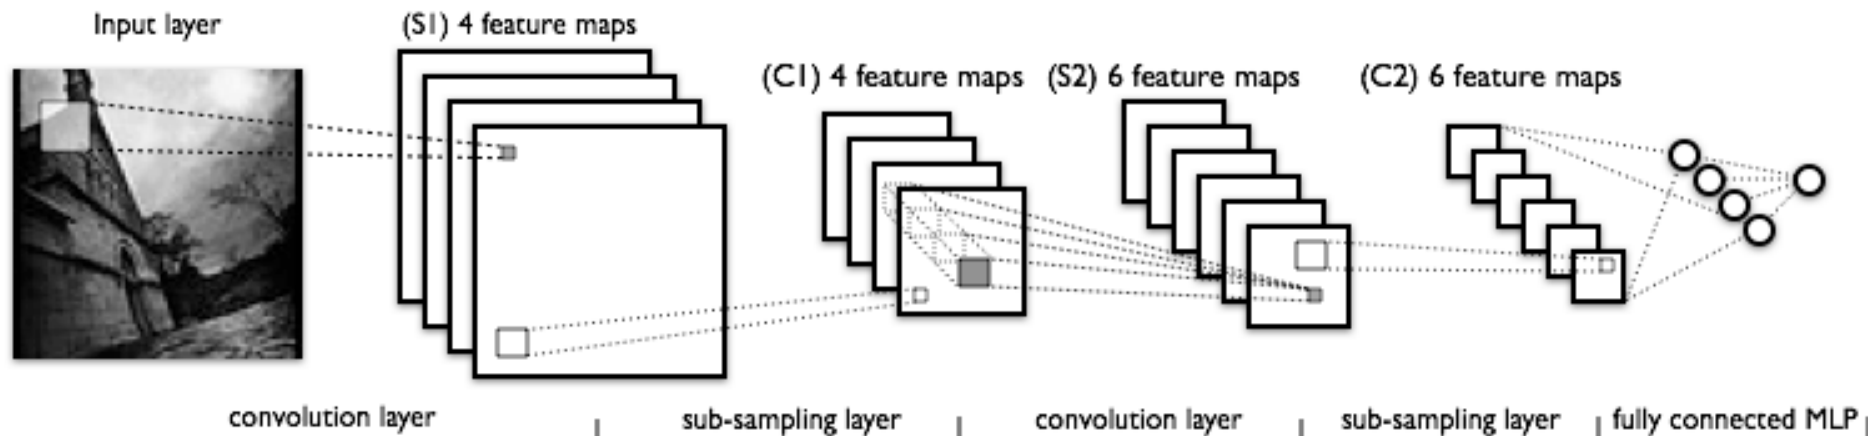 Input layer
(S1) 4 feature maps
(C1) 4 feature maps
(S2) 6 feature maps
(C2) 6 feature maps
convolution layer
sub-sampling layer
convolution layer
sub-sampling layer
fully connected MLP